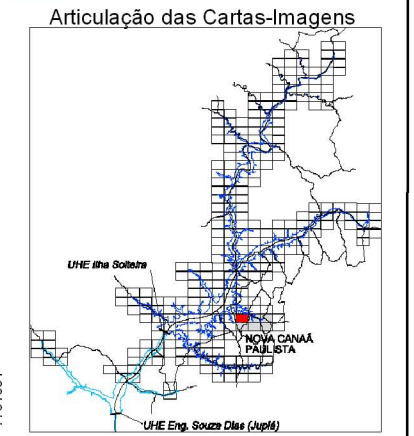 Articulação das Cartas-Imagens
UHE Ilha Solteira
NOVA CANAÃ
PAULISTA
UHE Eng. Souza Dias (Jupiá)